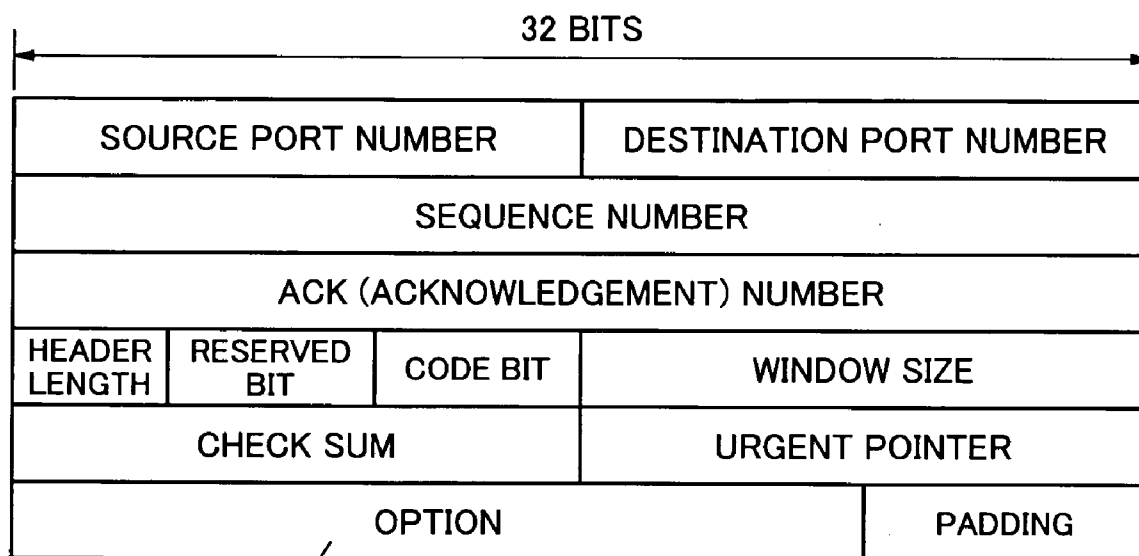 32 BITS
SOURCE PORT NUMBER
DESTINATION PORT NUMBER
SEQUENCE NUMBER
ACK (ACKNOWLEDGEMENT) NUMBER
HEADER
LENGTH
RESERVED
BIT
CODE BIT
WINDOW SIZE
CHECK SUM
URGENT POINTER
OPTION
PADDING